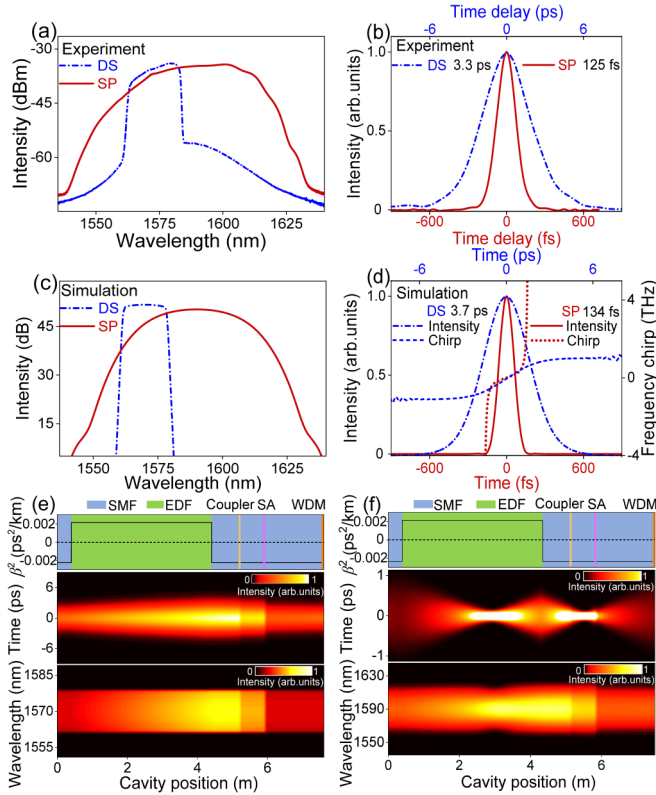 (a)
Experiment
DS
SP
-30
-45
-60
Intensity (dBm)
1550
1575
1600
1625
Wavelength (nm)
(b)
Time delay (ps)
-6
0
6
Experiment
DS 3.3 ps
SP 125 fs
1.0
0.5
0
Intensity (arb.units)
-600
0
600
Time delay (fs)
(c)
Simulation
DS
SP
45
30
15
Intensity (dB)
1550
1575
1600
1625
Wavelength (nm)
(d)
Time (ps)
-6
0
6
Simulation
DS 3.7 ps
SP 134 fs
Intensity
Intensity
Chirp
Chirp
1.0
0.5
0.0
Intensity (arb.units)
4
0
-4
Frequency chirp (THz)
-600
0
600
Time (fs)
(e)
SMF EDF Coupler SA WDM
0.002
0
-0.002
β² (ps²/km)
6
0
-6
Time (ps)
0 1
Intensity (arb.units)
1585
1570
1555
Wavelength (nm)
0 1
Intensity (arb.units)
0
2
4
6
Cavity position (m)
(f)
SMF EDF Coupler SA WDM
0.002
0
-0.002
β² (ps²/km)
1
0
-1
Time (ps)
0 1
Intensity (arb.units)
1630
1590
1550
Wavelength (nm)
0 1
Intensity (arb.units)
0
2
4
6
Cavity position (m)